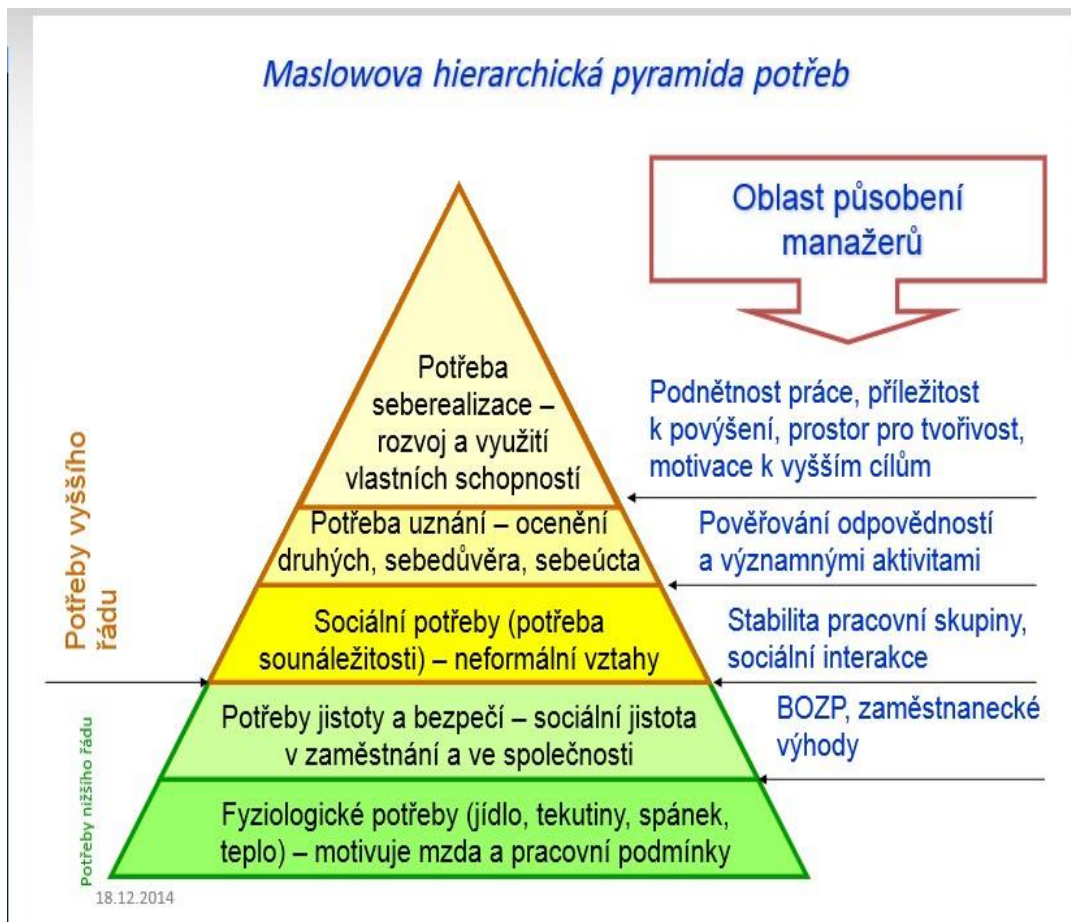 Maslowova hierarchická pyramida potřeb
Oblast působení
manažerů
Potřeba
seberealizace –
rozvoj a využití
vlastních schopností
Podnětnost práce, příležitost
k povýšení, prostor pro tvořivost,
motivace k vyšším cílům
Potřeba uznání – ocenění
druhých, sebedůvěra, sebeúcta
Pověřování odpovědností
a významnými aktivitami
Sociální potřeby (potřeba
sounáležitosti) – neformální vztahy
Stabilita pracovní skupiny,
sociální interakce
Potřeby vyššího
řádu
Potřeby jistoty a bezpečí – sociální jistota
v zaměstnání a ve společnosti
BOZP, zaměstnanecké
výhody
Fyziologické potřeby (jídlo, tekutiny, spánek,
teplo) – motivuje mzda a pracovní podmínky
Potřeby nižšího řádu
18.12.2014